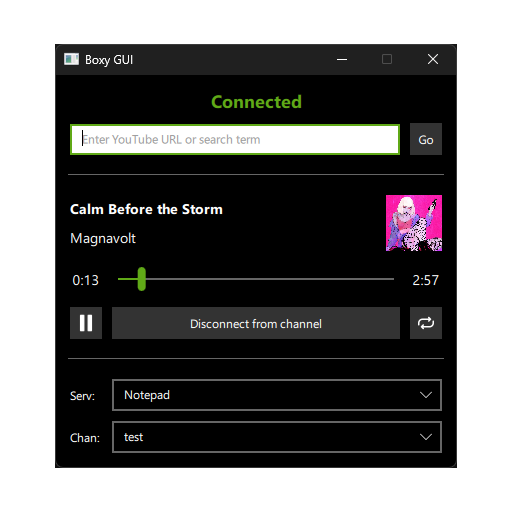 Boxy GUI
Connected
Enter YouTube URL or search term
Go
Calm Before the Storm
Magnavolt
0:13
2:57
Disconnect from channel
Serv:
Notepad
Chan:
test